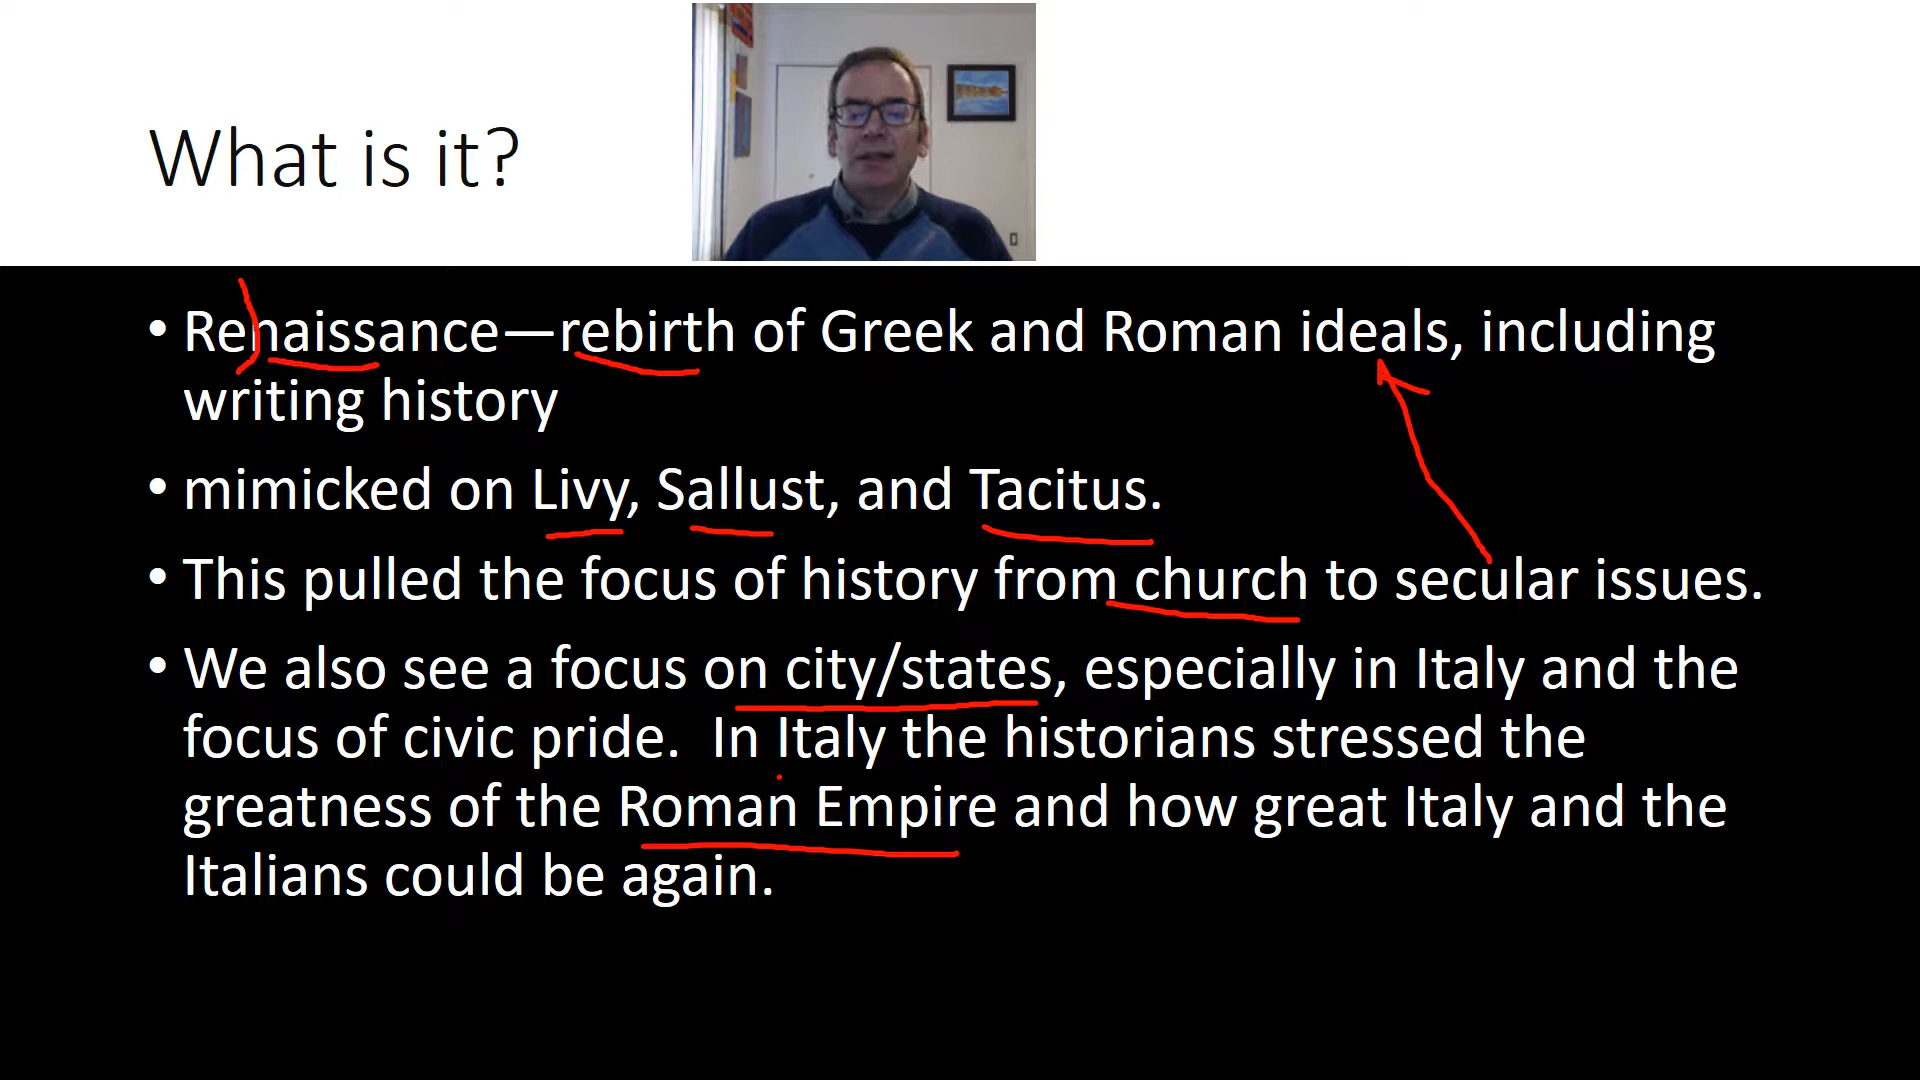 What is it?
• Renaissance—rebirth of Greek and Roman ideals, including
writing history
• mimicked on Livy, Sallust, and Tacitus.
• This pulled the focus of history from church to secular issues.
• We also see a focus on city/states, especially in Italy and the
focus of civic pride.  In Italy the historians stressed the
greatness of the Roman Empire and how great Italy and the
Italians could be again.